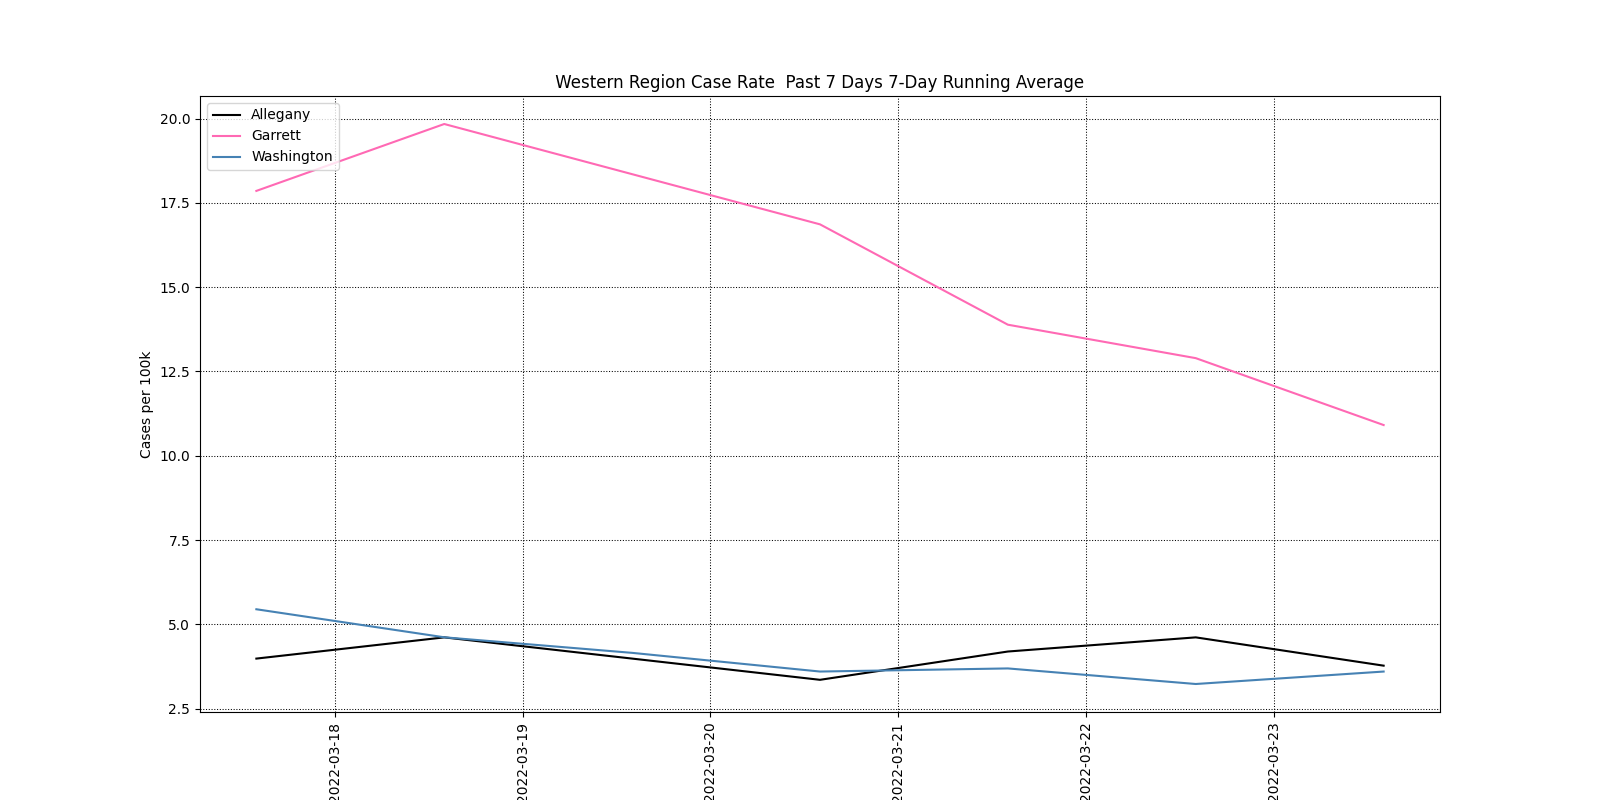 Western Region Case Rate  Past 7 Days 7-Day Running Average
Allegany
Garrett
Washington
Cases per 100k
20.0
17.5
15.0
12.5
10.0
7.5
5.0
2.5
2022-03-18
2022-03-19
2022-03-20
2022-03-21
2022-03-22
2022-03-23